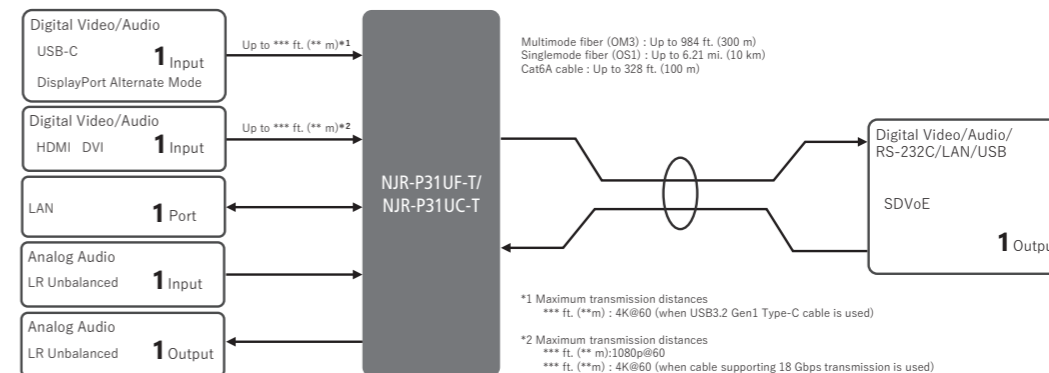 Digital Video/Audio
USB-C
1 Input
DisplayPort Alternate Mode
Up to *** ft. (** m)*1
Digital Video/Audio
HDMI DVI
1 Input
Up to *** ft. (** m)*2
LAN
1 Port
Analog Audio
LR Unbalanced
1 Input
Analog Audio
LR Unbalanced
1 Output
NJR-P31UF-T/
NJR-P31UC-T
Multimode fiber (OM3) : Up to 984 ft. (300 m)
Singlemode fiber (OS1) : Up to 6.21 mi. (10 km)
Cat6A cable : Up to 328 ft. (100 m)
Digital Video/Audio/
RS-232C/LAN/USB
SDVoE
1 Outpu
*1 Maximum transmission distances
*** ft. (**m) : 4K@60 (when USB3.2 Gen1 Type-C cable is used)
*2 Maximum transmission distances
*** ft. (** m):1080p@60
*** ft. (**m) : 4K@60 (when cable supporting 18 Gbps transmission is used)